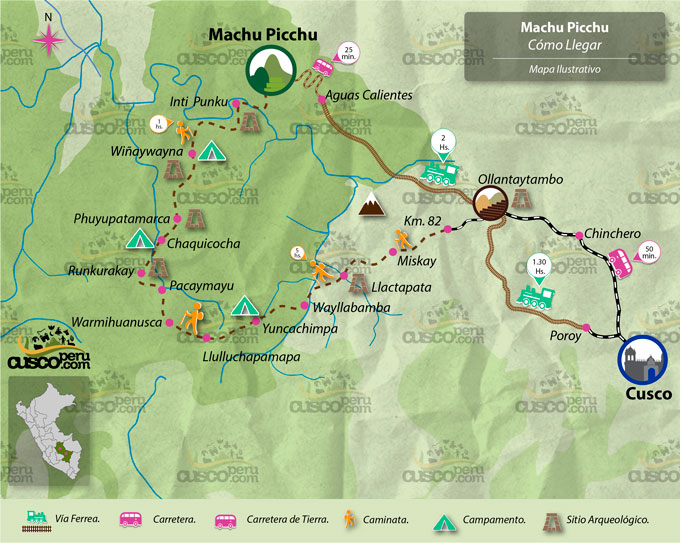 Machu Picchu
Cómo Llegar
Mapa Ilustrativo
N
Machu Picchu
25
min.
Aguas Calientes
Inti Punku
1
hs.
Wiñaywayna
2
Hs.
Ollantaytambo
Phuyupatamarca
Km. 82
Chinchero
Chaquicocha
Miskay
50
min.
5
hs.
1.30
Hs.
Runkurakay
Pacaymayu
Llactapata
Wayllabamba
Warmihuanusca
Yuncachimpa
Poroy
Llulluchapamapa
CUSCOperu
.com
Cusco
Vía Ferrea.
Carretera.
Carretera de Tierra.
Caminata.
Campamento.
Sitio Arqueológico.